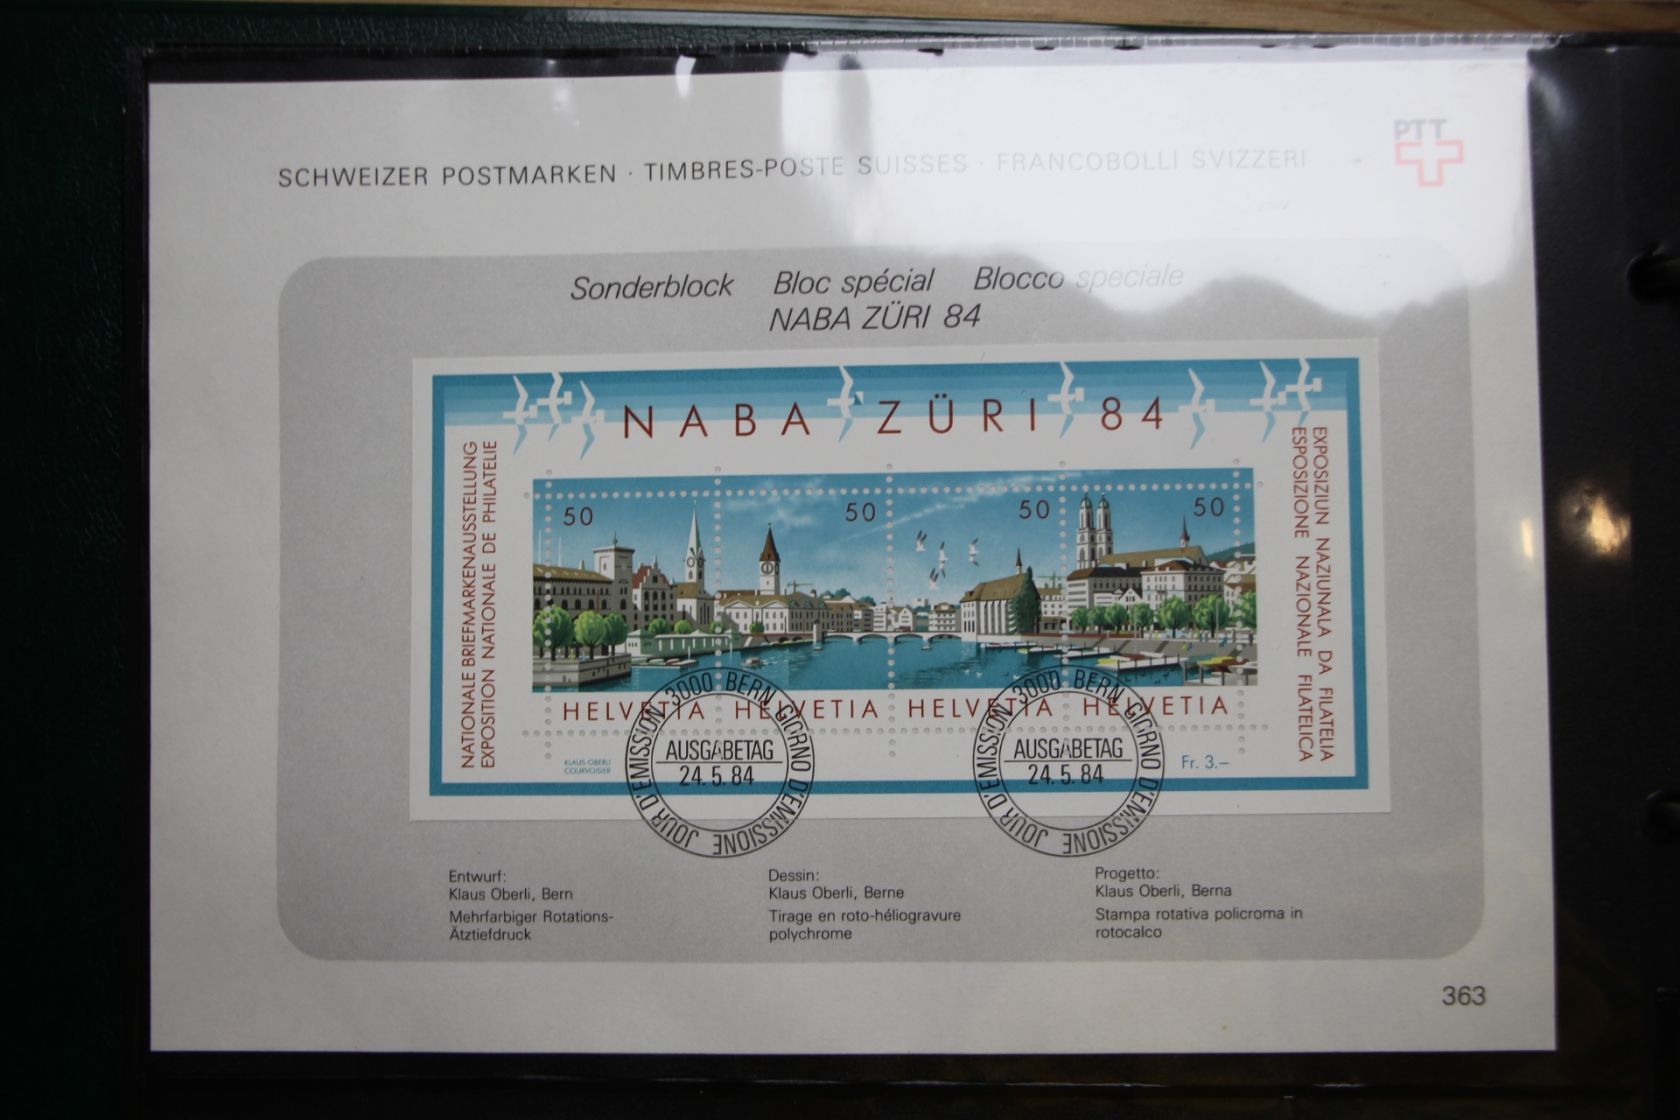 SCHWEIZER POSTMARKEN · TIMBRES-POSTE SUISSES · FRANCOBOLLI SVIZZERI
PTT
Sonderblock Bloc spécial Blocco speciale
NABA ZÜRI 84
NABA ZÜRI 84
NATIONALE BRIEFMARKENAUSSTELLUNG
EXPOSITION NATIONALE DE PHILATELIE
EXPOSIZIUN NAZIUNALA DA FILATELIA
ESPOSIZIONE NAZIONALE FILATELICA
50 50 50 50
HELVETIA HELVETIA HELVETIA HELVETIA
KLAUS OBERLI
COURVOISIER
Fr. 3.–
3000 BERN GIORNO D'EMISSIONE JOUR D'EMISSION
AUSGABETAG
24.5.84
3000 BERN GIORNO D'EMISSIONE JOUR D'EMISSION
AUSGABETAG
24.5.84
Entwurf:
Klaus Oberli, Bern
Mehrfarbiger Rotations-
Ätztiefdruck
Dessin:
Klaus Oberli, Berne
Tirage en roto-héliogravure
polychrome
Progetto:
Klaus Oberli, Berna
Stampa rotativa policroma in
rotocalco
363